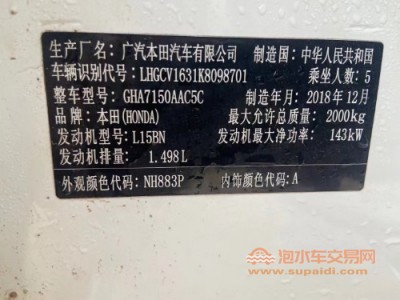 生产厂名：广汽本田汽车有限公司 制造国：中华人民共和国
车辆识别代号：LHGCV1631K8098701 乘坐人数：5
整车型号：GHA7150AAC5C 制造年月：2018年12月
品牌：本田(HONDA) 最大允许总质量：2000kg
发动机型号：L15BN 发动机最大净功率：143kW
发动机排量：1.498L
外观颜色代码：NH883P 内饰颜色代码：A
泡水车交易网
www.supaidi.com